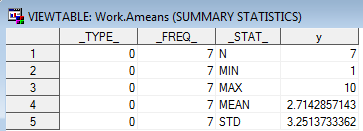 VIEWTABLE: Work.Ameans (SUMMARY STATISTICS)
_TYPE_ _FREQ_ _STAT_ y
1 0 7 N 7
2 0 7 MIN 1
3 0 7 MAX 10
4 0 7 MEAN 2.7142857143
5 0 7 STD 3.2513733362